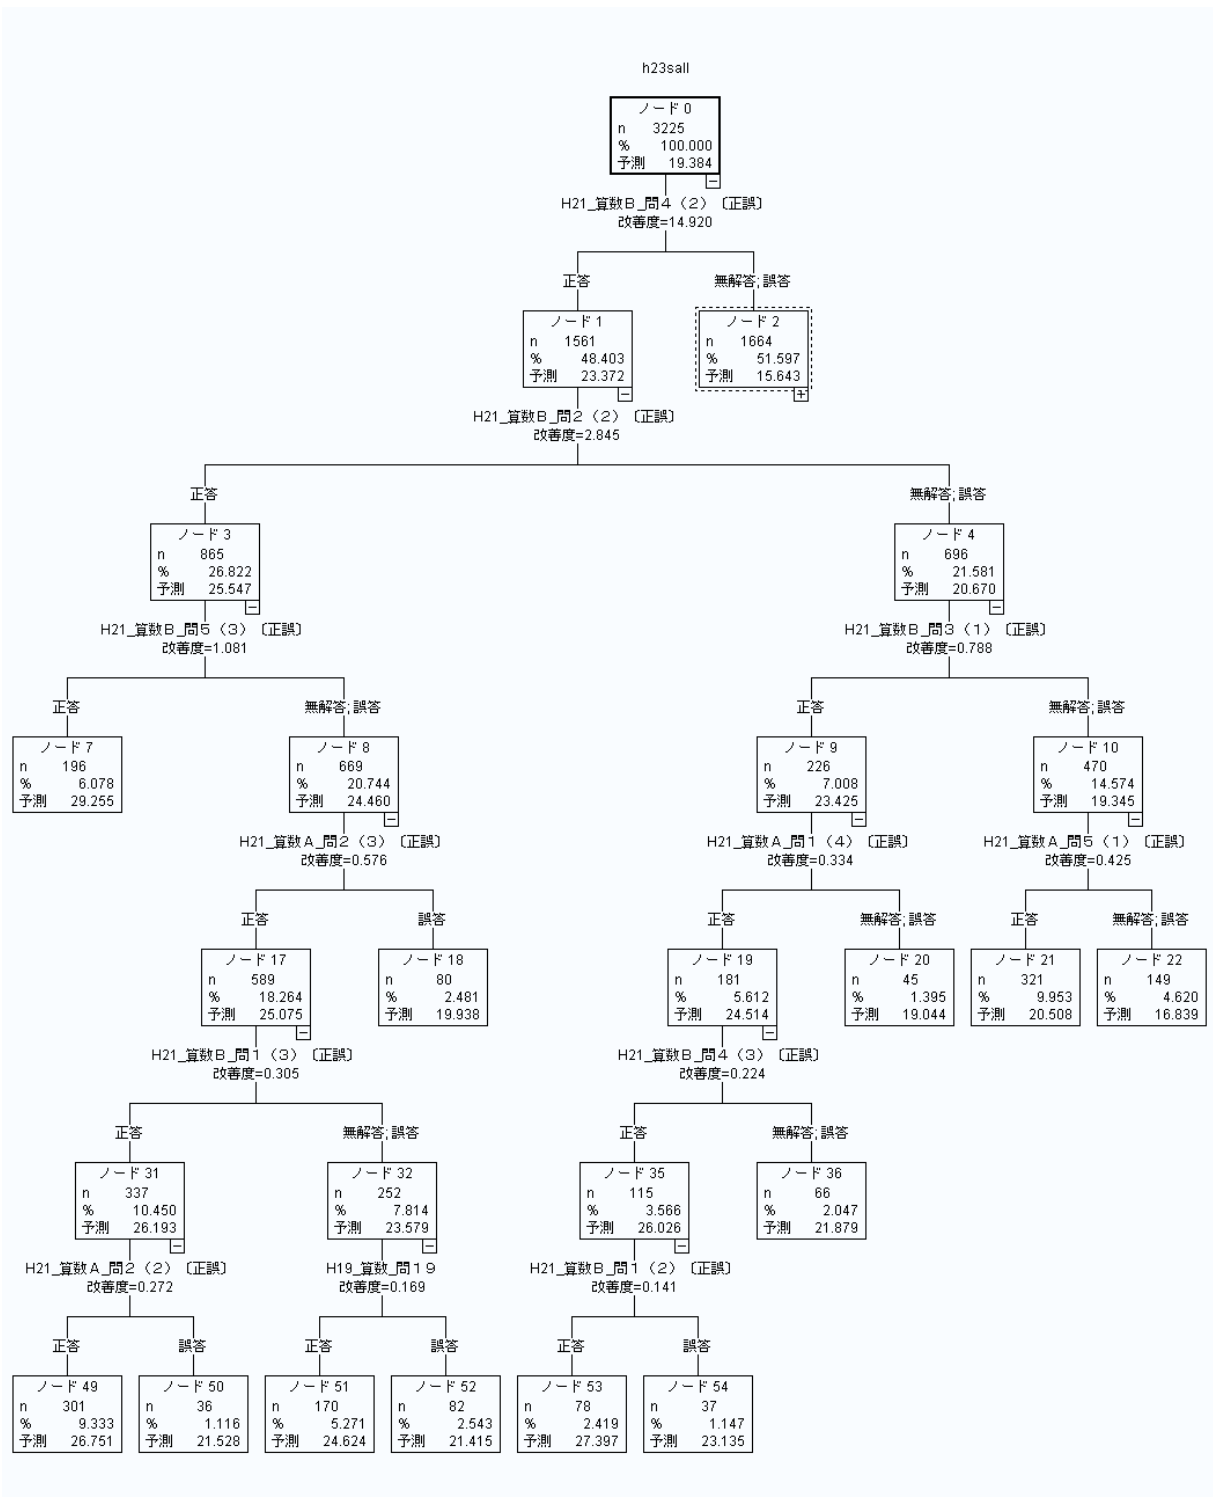 h23sall
ノード 0
n 3225
% 100.000
予測 19.384
H21_算数B_問4（2）〔正誤〕
改善度=14.920
正答 無解答;誤答
ノード 1 ノード 2
n 1561 n 1664
% 48.403 % 51.597
予測 23.372 予測 15.643
H21_算数B_問2（2）〔正誤〕
改善度=2.845
正答 無解答;誤答
ノード 3 ノード 4
n 865 n 696
% 26.822 % 21.581
予測 25.547 予測 20.670
H21_算数B_問5（3）〔正誤〕 H21_算数B_問3（1）〔正誤〕
改善度=1.081 改善度=0.788
正答 無解答;誤答 正答 無解答;誤答
ノード 7 ノード 8 ノード 9 ノード 10
n 196 n 669 n 226 n 470
% 6.078 % 20.744 % 7.008 % 14.574
予測 29.255 予測 24.460 予測 23.425 予測 19.345
H21_算数A_問2（3）〔正誤〕 H21_算数A_問1（4）〔正誤〕 H21_算数A_問5（1）〔正誤〕
改善度=0.576 改善度=0.334 改善度=0.425
正答 誤答 正答 無解答;誤答 正答 無解答;誤答
ノード 17 ノード 18 ノード 19 ノード 20 ノード 21 ノード 22
n 589 n 80 n 181 n 45 n 321 n 149
% 18.264 % 2.481 % 5.612 % 1.395 % 9.953 % 4.620
予測 25.075 予測 19.938 予測 24.514 予測 19.044 予測 20.508 予測 16.839
H21_算数B_問1（3）〔正誤〕 H21_算数B_問4（3）〔正誤〕
改善度=0.305 改善度=0.224
正答 無解答;誤答 正答 無解答;誤答
ノード 31 ノード 32 ノード 35 ノード 36
n 337 n 252 n 115 n 66
% 10.450 % 7.814 % 3.566 % 2.047
予測 26.193 予測 23.579 予測 26.026 予測 21.879
H21_算数A_問2（2）〔正誤〕 H19_算数_問19 H21_算数B_問1（2）〔正誤〕
改善度=0.272 改善度=0.169 改善度=0.141
正答 誤答 正答 誤答 正答 誤答
ノード 49 ノード 50 ノード 51 ノード 52 ノード 53 ノード 54
n 301 n 36 n 170 n 82 n 78 n 37
% 9.333 % 1.116 % 5.271 % 2.543 % 2.419 % 1.147
予測 26.751 予測 21.528 予測 24.624 予測 21.415 予測 27.397 予測 23.135